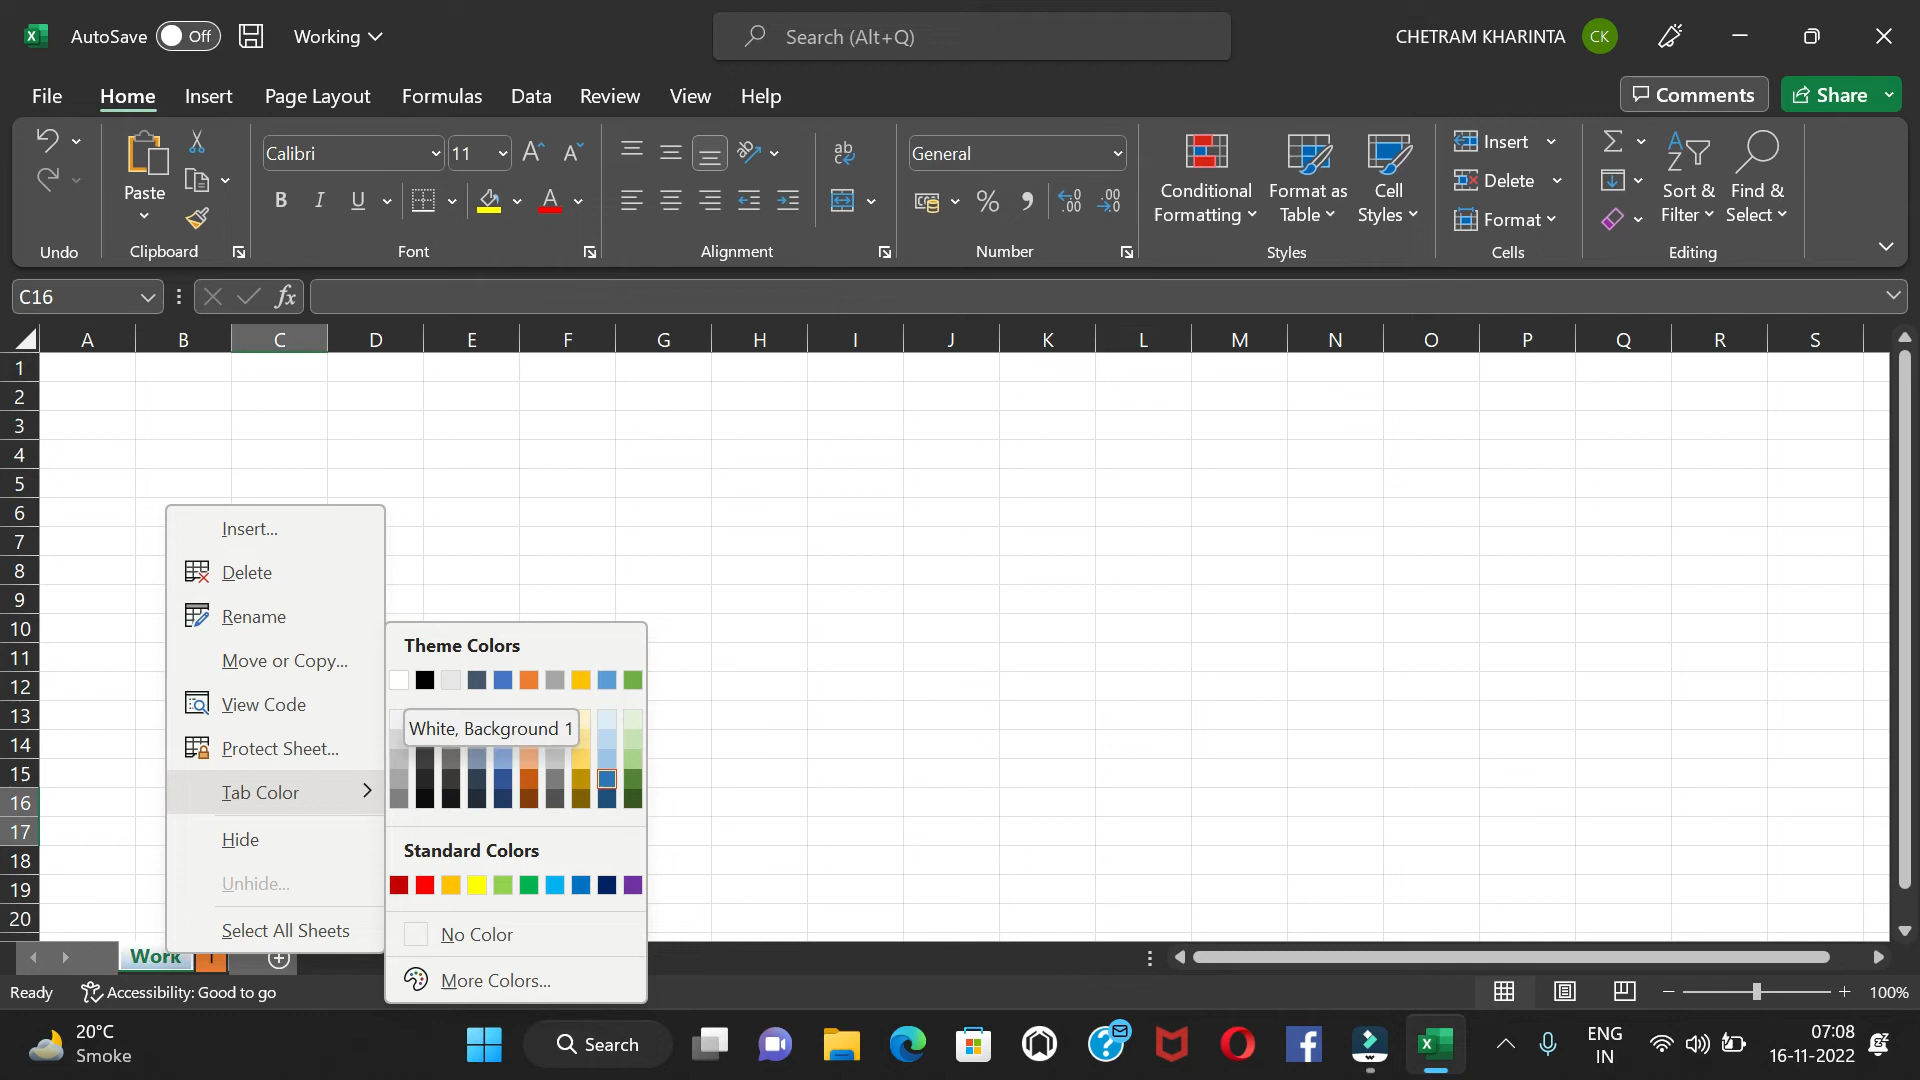 AutoSave Off Working Search (Alt+Q) CHETRAM KHARINTA CK
File Home Insert Page Layout Formulas Data Review View Help Comments Share
Paste Calibri 11 General Conditional Formatting Format as Table Cell Styles Insert Delete Format Sort & Filter Find & Select
Undo Clipboard Font Alignment Number Styles Cells Editing
C16 fx
A B C D E F G H I J K L M N O P Q R S
1
2
3
4
5
6
7
8
9
10
11
12
13
14
15
16
17
18
19
20
Insert...
Delete
Rename
Move or Copy...
View Code
Protect Sheet...
Tab Color
Hide
Unhide...
Select All Sheets
Theme Colors
White, Background 1
Standard Colors
No Color
More Colors...
Work
Ready Accessibility: Good to go 100%
20°C
Smoke
Search
ENG
IN
07:08
16-11-2022